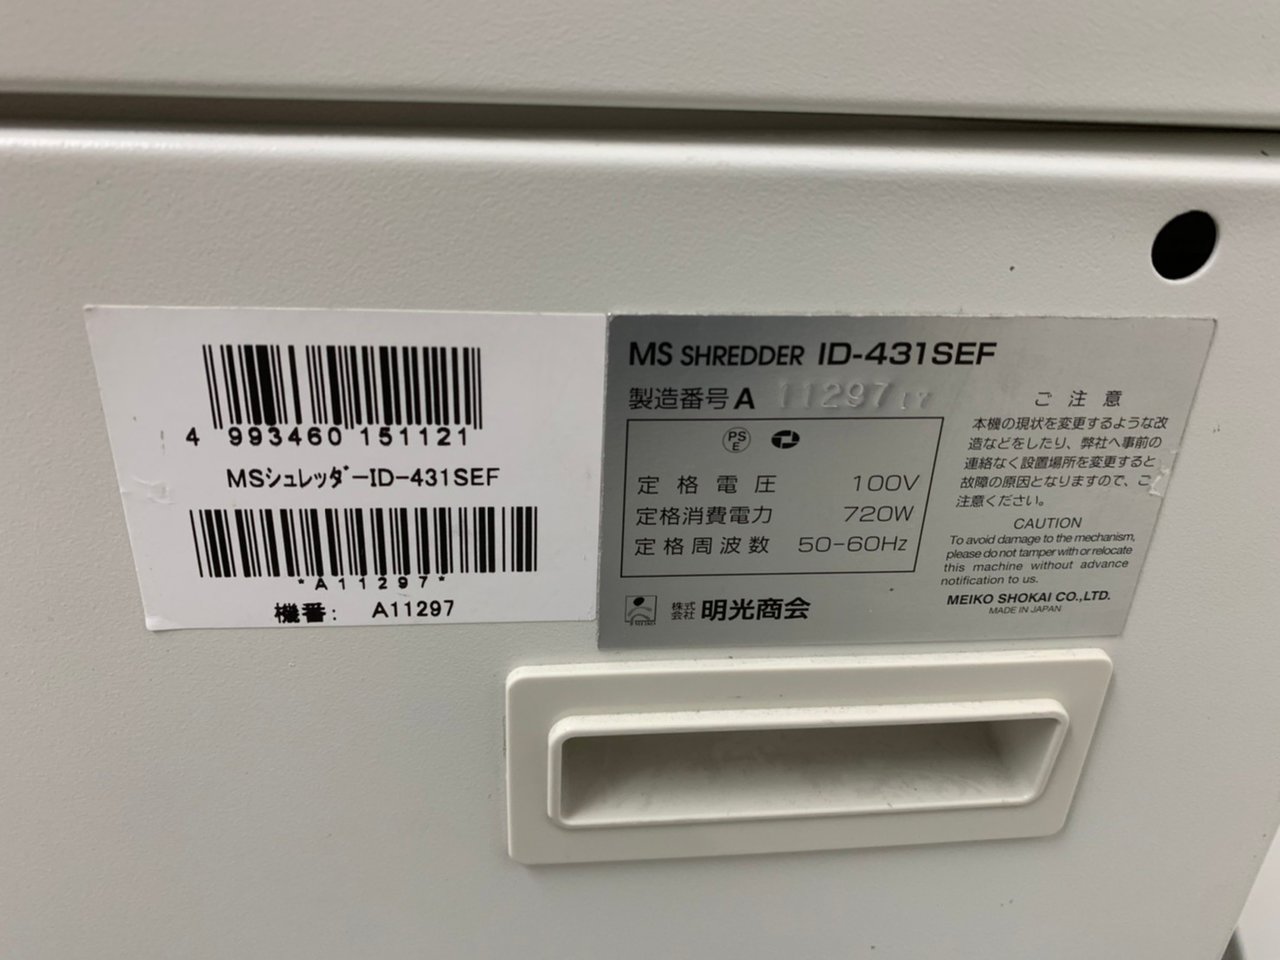 4 993460 151121
MSシュレッダーID-431SEF
*A11297*
機番: A11297
MS SHREDDER ID-431SEF
製造番号 A 11297 17
PS
E
定格電圧 100V
定格消費電力 720W
定格周波数 50-60Hz
株式
会社 明光商会
ご注意
本機の現状を変更するような改
造などをしたり、弊社へ事前の
連絡なく設置場所を変更すると
故障の原因となりますので、ご
注意ください。
CAUTION
To avoid damage to the mechanism,
please do not tamper with or relocate
this machine without advance
notification to us.
MEIKO SHOKAI CO.,LTD.
MADE IN JAPAN